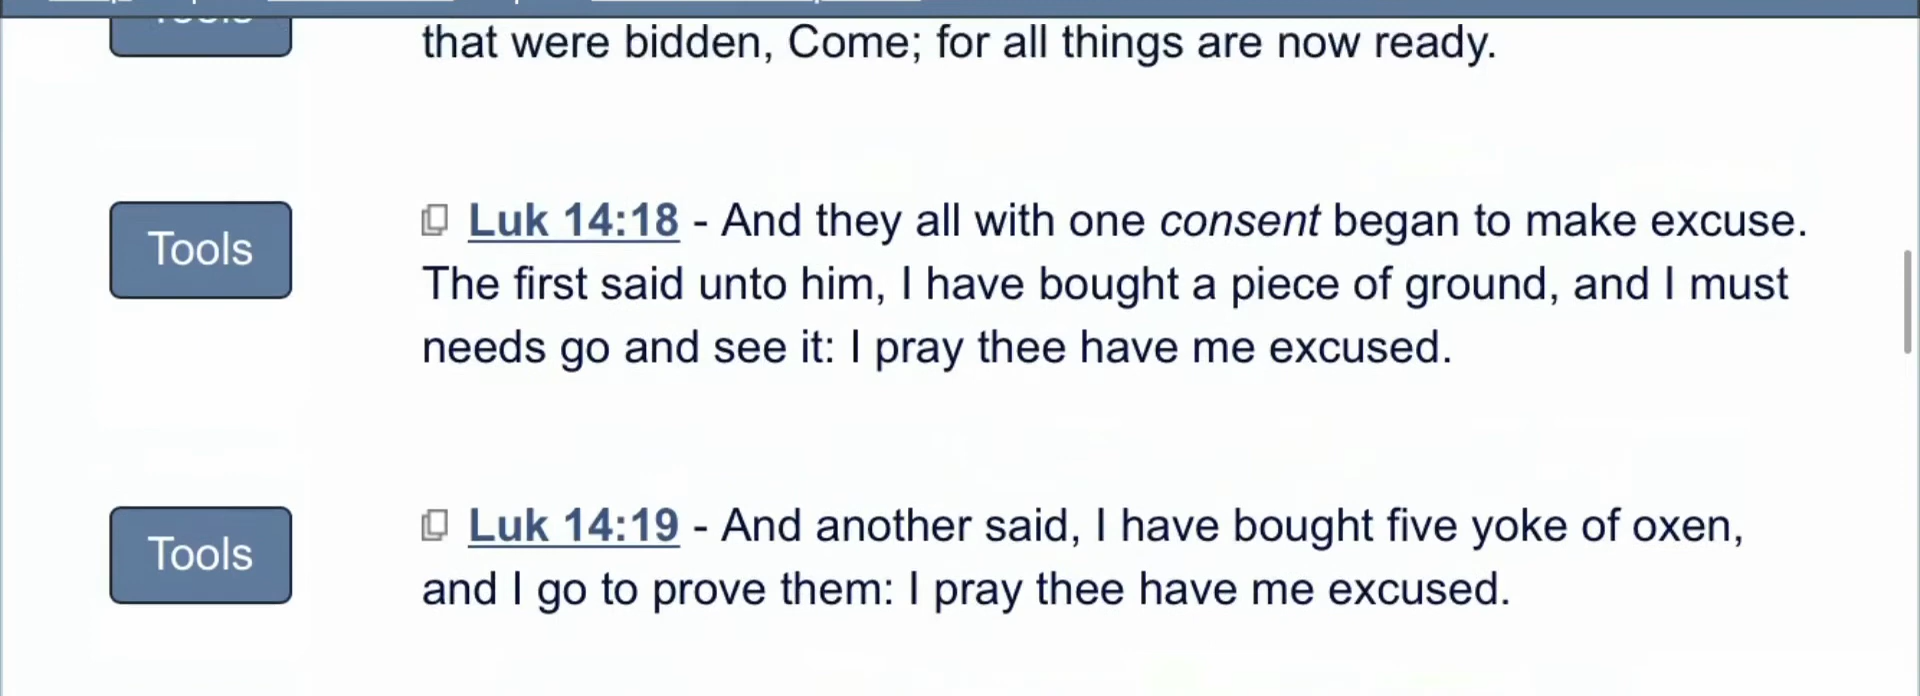 Tools
that were bidden, Come; for all things are now ready.
Tools
Luk 14:18 - And they all with one consent began to make excuse.
The first said unto him, I have bought a piece of ground, and I must
needs go and see it: I pray thee have me excused.
Tools
Luk 14:19 - And another said, I have bought five yoke of oxen,
and I go to prove them: I pray thee have me excused.